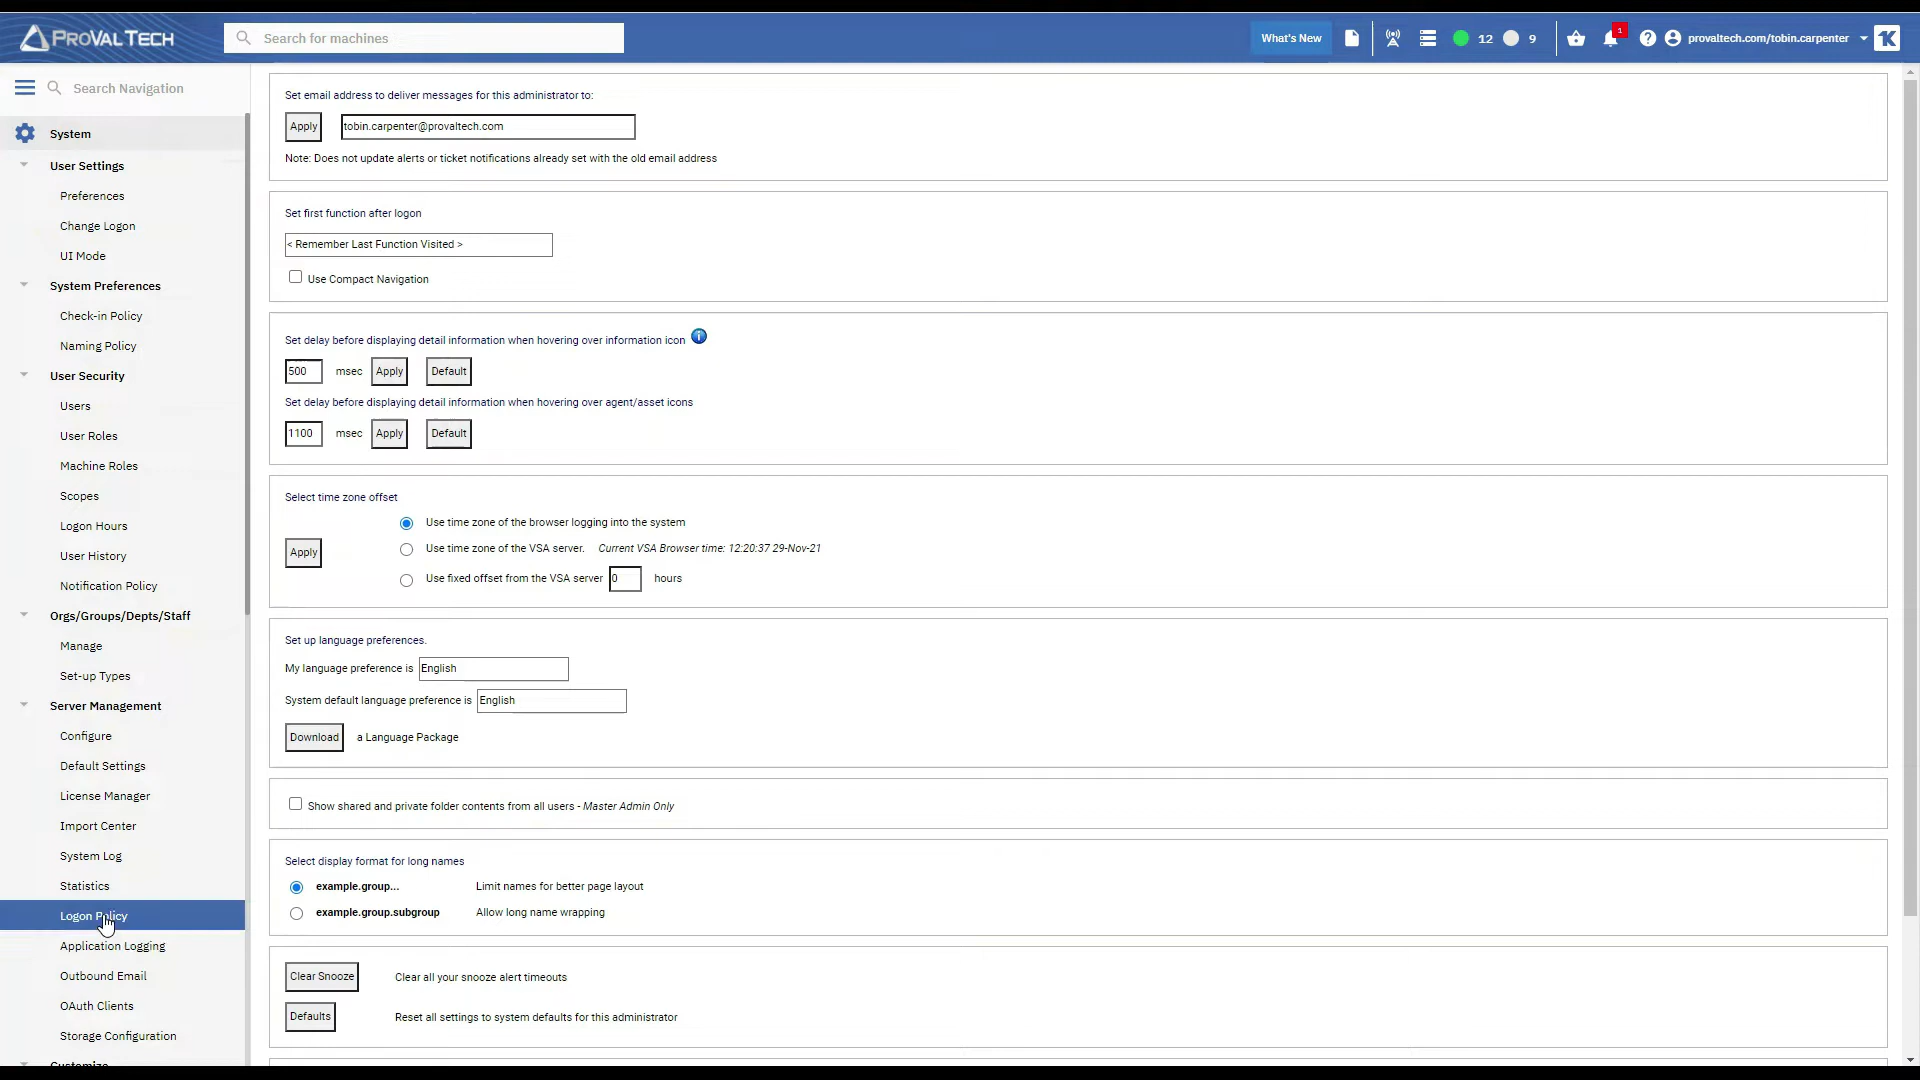 PROVAL TECH
Search for machines
What's New
12
9
1
provaltech.com/tobin.carpenter
Search Navigation
System
User Settings
Preferences
Change Logon
UI Mode
System Preferences
Check-in Policy
Naming Policy
User Security
Users
User Roles
Machine Roles
Scopes
Logon Hours
User History
Notification Policy
Orgs/Groups/Depts/Staff
Manage
Set-up Types
Server Management
Configure
Default Settings
License Manager
Import Center
System Log
Statistics
Logon Policy
Application Logging
Outbound Email
OAuth Clients
Storage Configuration
Customize
Set email address to deliver messages for this administrator to:
Apply tobin.carpenter@provaltech.com
Note: Does not update alerts or ticket notifications already set with the old email address
Set first function after logon
< Remember Last Function Visited >
Use Compact Navigation
Set delay before displaying detail information when hovering over information icon
500 msec Apply Default
Set delay before displaying detail information when hovering over agent/asset icons
1100 msec Apply Default
Select time zone offset
Use time zone of the browser logging into the system
Apply
Use time zone of the VSA server. Current VSA Browser time: 12:20:37 29-Nov-21
Use fixed offset from the VSA server 0 hours
Set up language preferences.
My language preference is English
System default language preference is English
Download a Language Package
Show shared and private folder contents from all users - Master Admin Only
Select display format for long names
example.group... Limit names for better page layout
example.group.subgroup Allow long name wrapping
Clear Snooze Clear all your snooze alert timeouts
Defaults Reset all settings to system defaults for this administrator